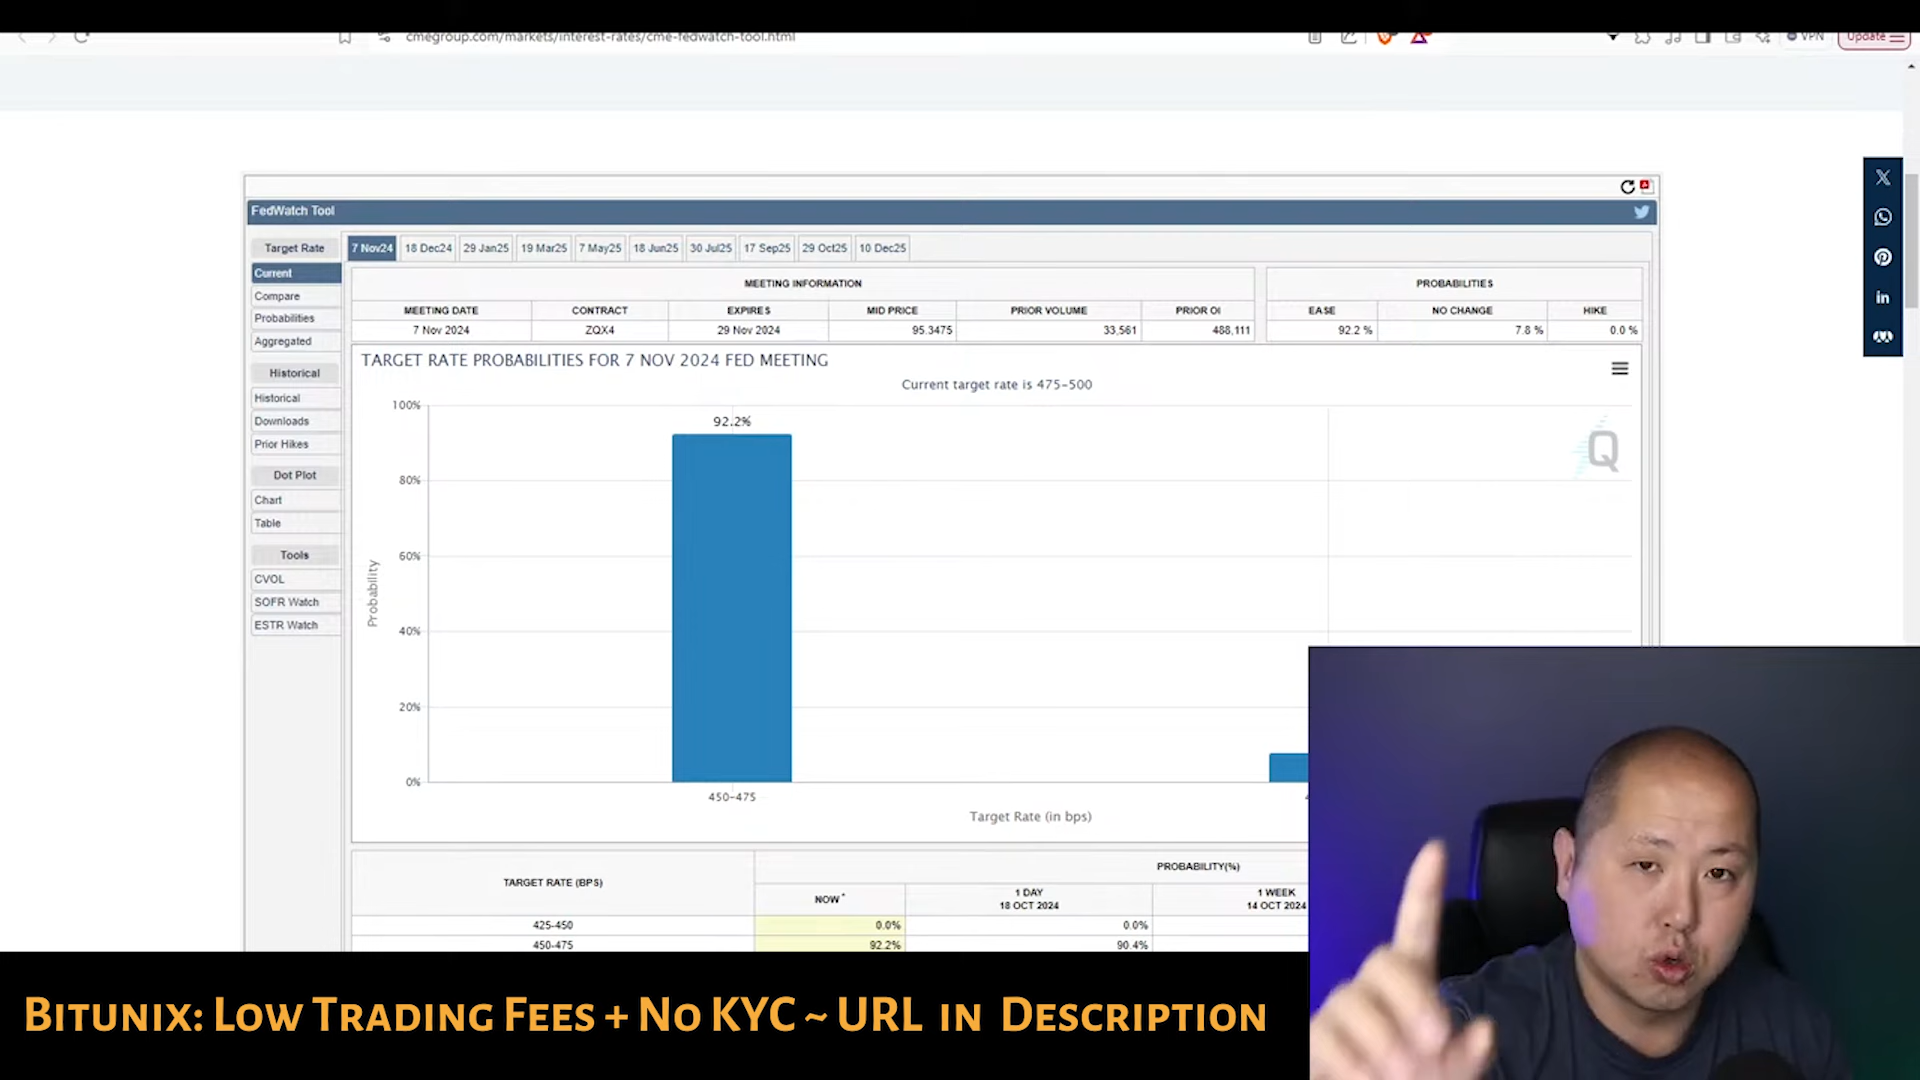 cmegroup.com/markets/interest-rates/cme-fedwatch-tool.html
VPN
Update
FedWatch Tool
Target Rate
Current
Compare
Probabilities
Aggregated
Historical
Historical
Downloads
Prior Hikes
Dot Plot
Chart
Table
Tools
CVOL
SOFR Watch
ESTR Watch
7 Nov24 18 Dec24 29 Jan25 19 Mar25 7 May25 18 Jun25 30 Jul25 17 Sep25 29 Oct25 10 Dec25
MEETING INFORMATION
MEETING DATE CONTRACT EXPIRES MID PRICE PRIOR VOLUME PRIOR OI
7 Nov 2024 ZQX4 29 Nov 2024 95.3475 33,561 488,111
PROBABILITIES
EASE NO CHANGE HIKE
92.2 % 7.8 % 0.0 %
TARGET RATE PROBABILITIES FOR 7 NOV 2024 FED MEETING
Current target rate is 475-500
Probability
100%
80%
60%
40%
20%
0%
92.2%
450-475
Target Rate (in bps)
Q
TARGET RATE (BPS)
PROBABILITY(%)
NOW *
1 DAY
18 OCT 2024
1 WEEK
14 OCT 2024
425-450 0.0% 0.0%
450-475 92.2% 90.4%
BITUNIX: LOW TRADING FEES + NO KYC ~ URL IN DESCRIPTION